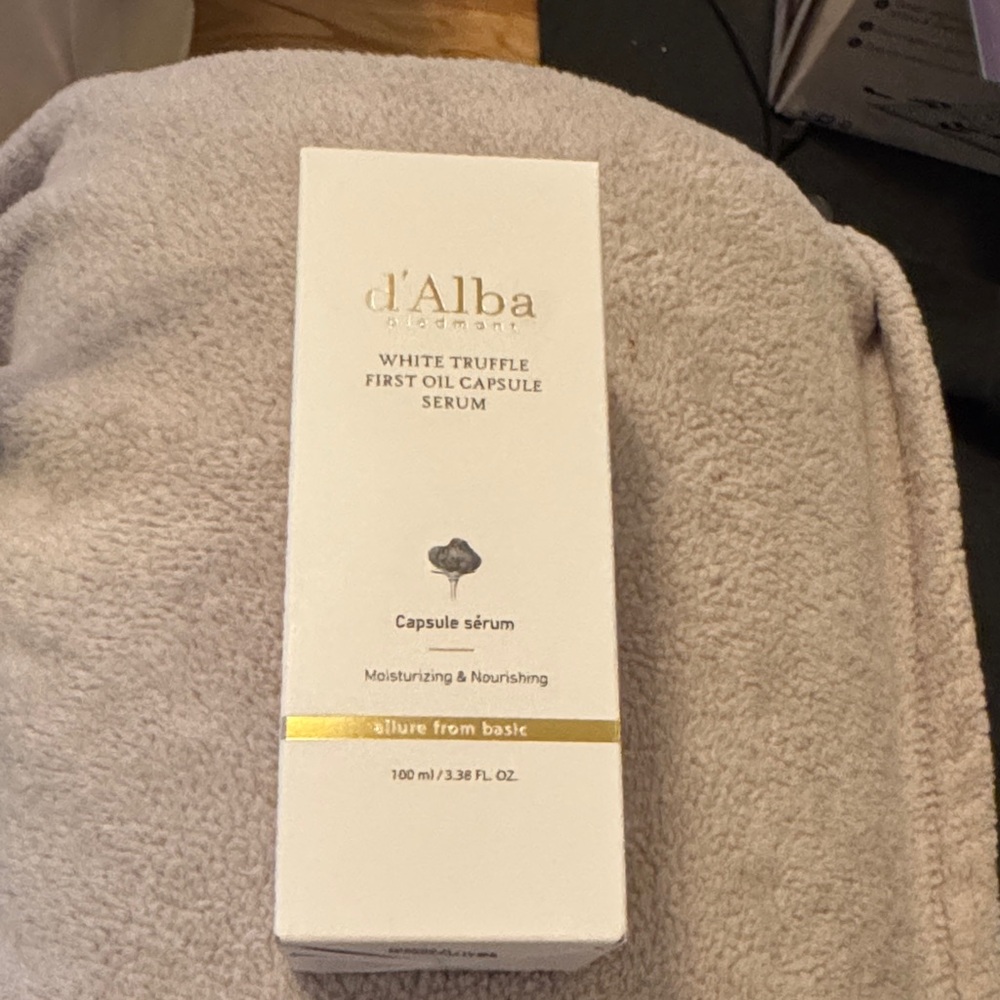 d'Alba
piedmont
WHITE TRUFFLE
FIRST OIL CAPSULE
SERUM
Capsule sérum
Moisturizing & Nourishing
allure from basic
100 ml / 3.38 FL. OZ.